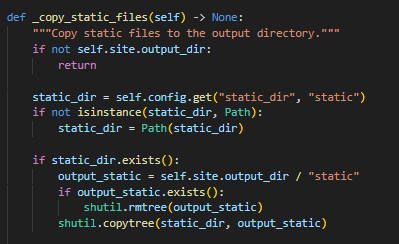 def _copy_static_files(self) -> None:
    """Copy static files to the output directory."""
    if not self.site.output_dir:
        return

    static_dir = self.config.get("static_dir", "static")
    if not isinstance(static_dir, Path):
        static_dir = Path(static_dir)

    if static_dir.exists():
        output_static = self.site.output_dir / "static"
        if output_static.exists():
            shutil.rmtree(output_static)
        shutil.copytree(static_dir, output_static)